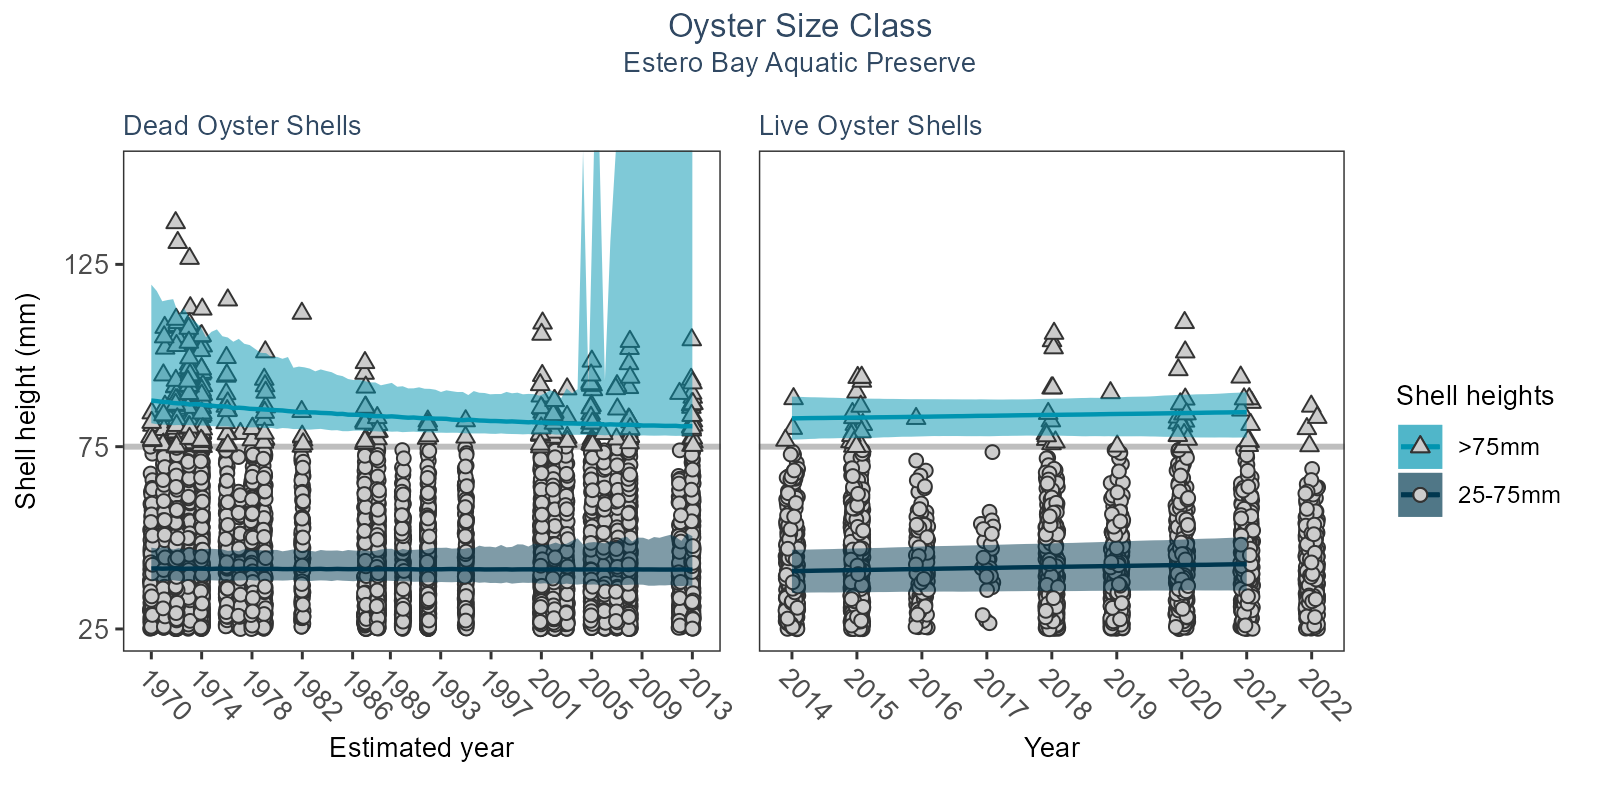 Oyster Size Class
Estero Bay Aquatic Preserve
Dead Oyster Shells
Live Oyster Shells
Shell height (mm)
125
75
25
1970 1974 1978 1982 1986 1989 1993 1997 2001 2005 2009 2013
Estimated year
2014 2015 2016 2017 2018 2019 2020 2021 2022
Year
Shell heights
>75mm
25-75mm